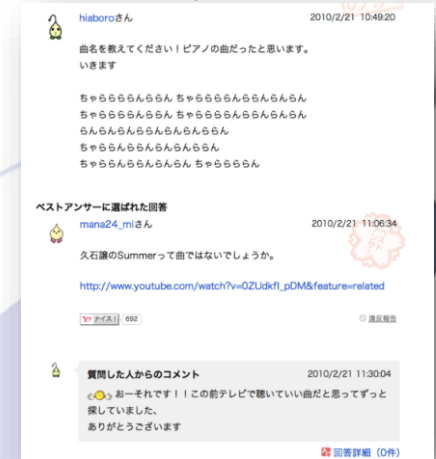 hiaboroさん
2010/2/21 10:49:20
曲名を教えてください！ピアノの曲だったと思います。
いきます
ちゃらららららんららん ちゃらららららんららんらんらん
ちゃらららららんららん ちゃらららららんららんらんらん
らんらんらんららんらんらんららん
ちゃららんららんらんらんららん
ちゃららんららんらんらん ちゃらららららん
ベストアンサーに選ばれた回答
mana24_miさん
2010/2/21 11:06:34
久石譲のSummerって曲ではないでしょうか。
http://www.youtube.com/watch?v=0ZUdkfl_pDM&feature=related
ナイス！ 692
違反報告
質問した人からのコメント
2010/2/21 11:30:04
おーそれです！！この前テレビで聴いていい曲だと思ってずっと
探していました、
ありがとうございます
回答詳細（0件）